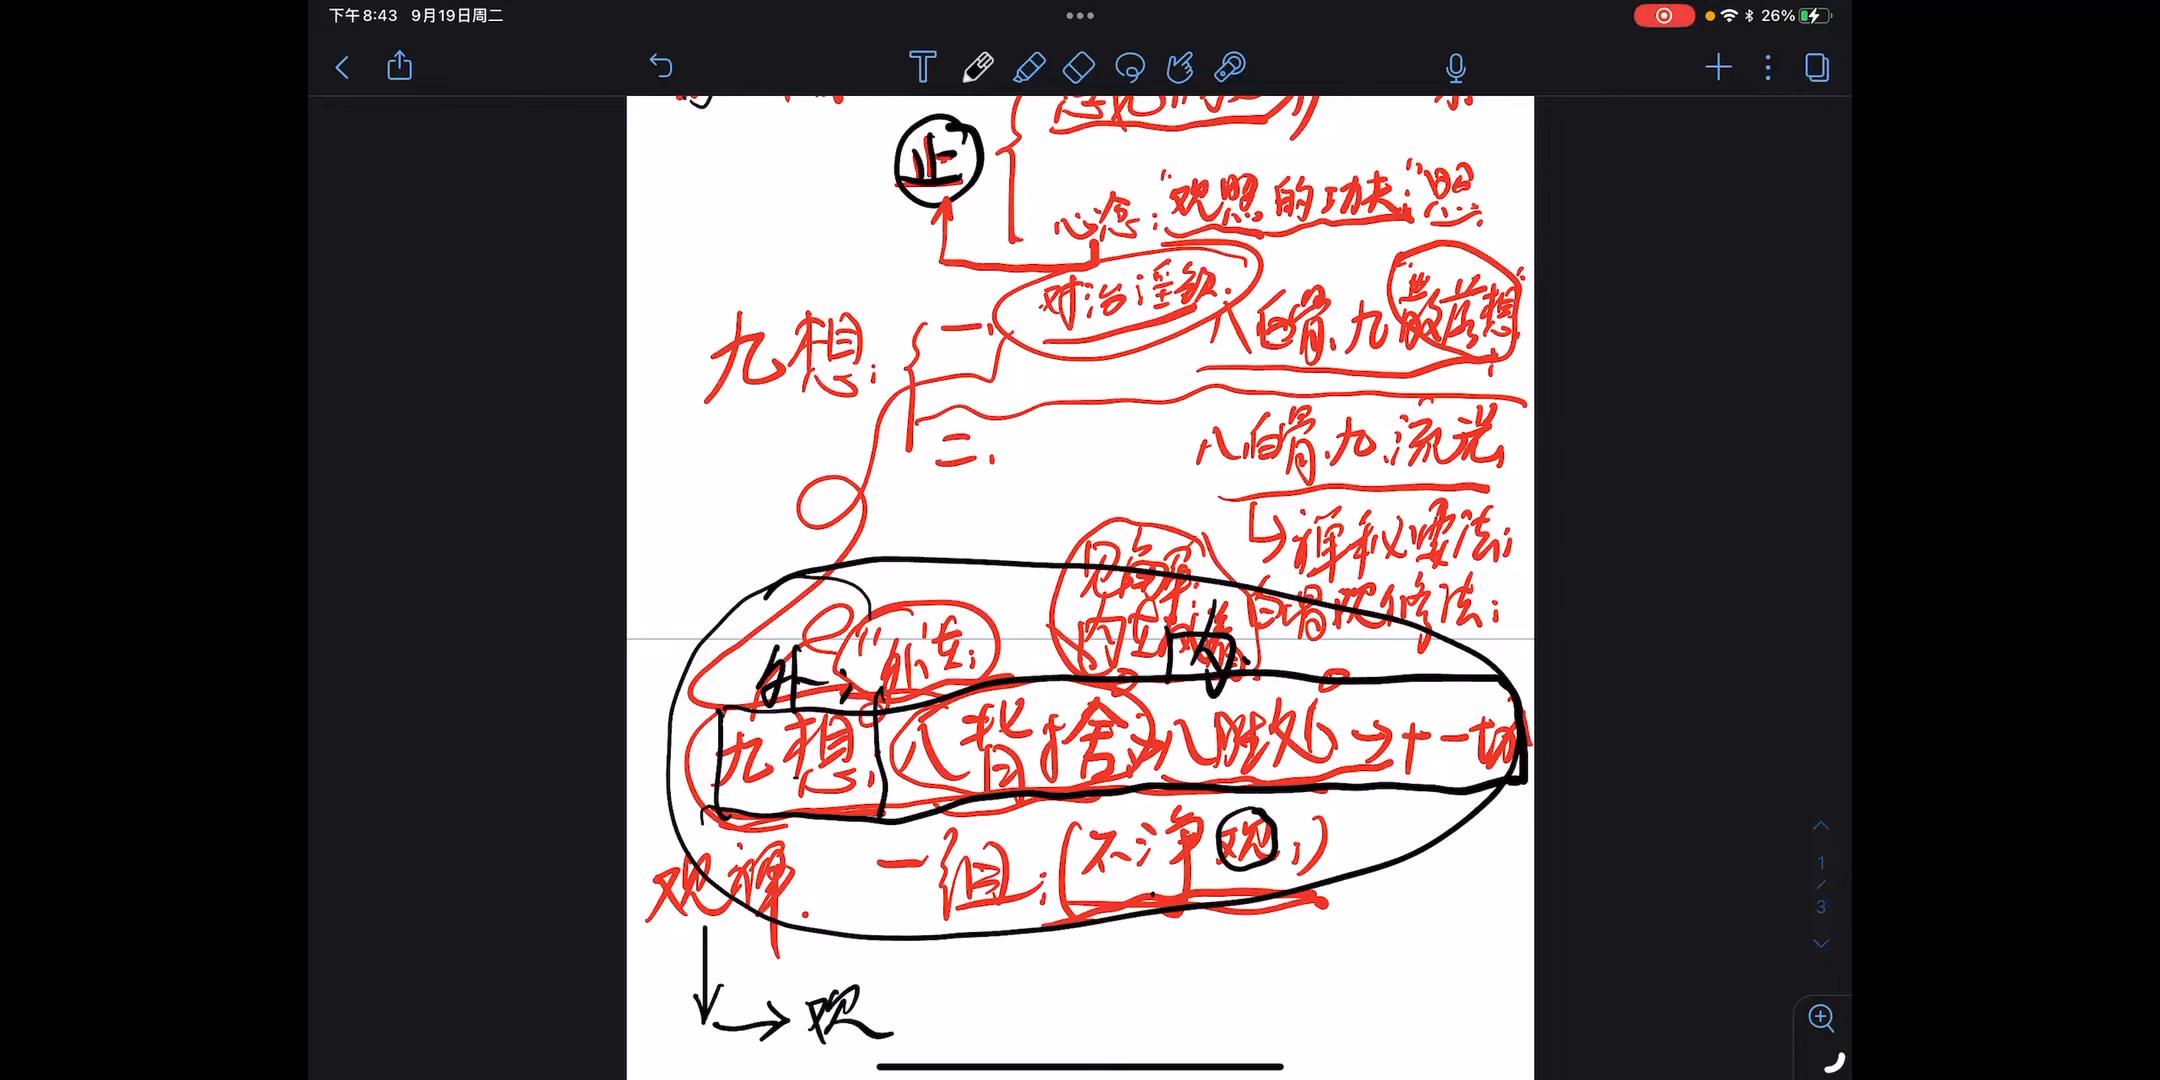 下午8:43 9月19日周二
26%
止
心念；"观照的功夫"；照
对治淫欲．
九想； 一、 八白骨、九散落想
二、 八白骨、九流光
↳禅秘要法；
白骨观修法；
外； "外"
内
九想； 八背舍→八胜处→十一切
观禅． 一组；（不净观；）
→观
1
/
3